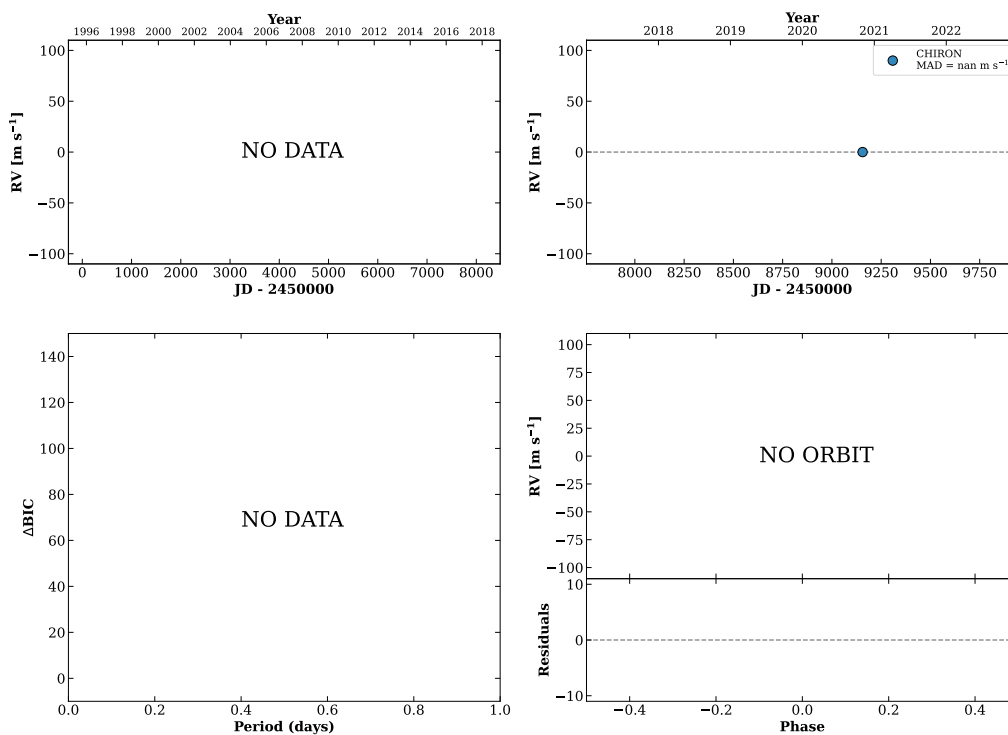 Year
1996 1998 2000 2002 2004 2006 2008 2010 2012 2014 2016 2018
100
50
0
−50
−100
RV [m s⁻¹]
NO DATA
0 1000 2000 3000 4000 5000 6000 7000 8000
JD - 2450000
Year
2018 2019 2020 2021 2022
CHIRON
MAD = nan m s⁻¹
100
50
0
−50
−100
RV [m s⁻¹]
8000 8250 8500 8750 9000 9250 9500 9750
JD - 2450000
140
120
100
80
60
40
20
0
ΔBIC
NO DATA
0.0 0.2 0.4 0.6 0.8 1.0
Period (days)
100
75
50
25
0
−25
−50
−75
−100
RV [m s⁻¹]
NO ORBIT
10
0
−10
Residuals
−0.4 −0.2 0.0 0.2 0.4
Phase